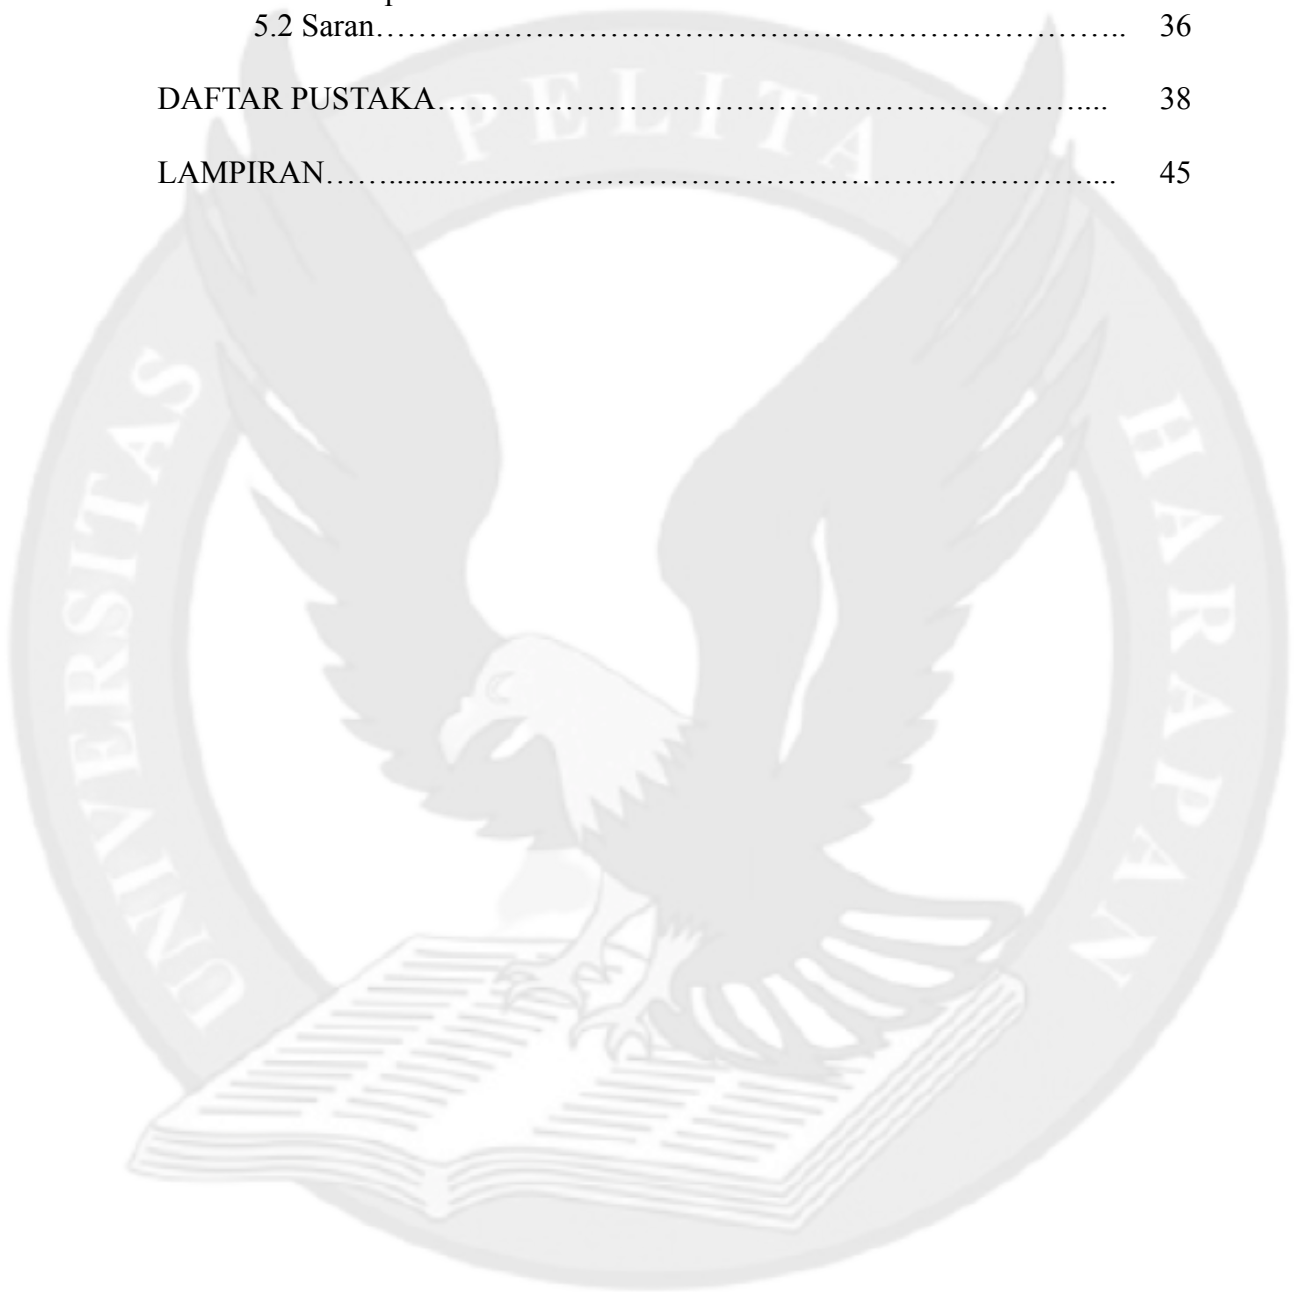 5.2 Saran……………………………………………………………….. 36
DAFTAR PUSTAKA……………………………………………………….... 38
LAMPIRAN……..................………………………………………………... 45
PELITA
UNIVERSITAS
HARAPAN